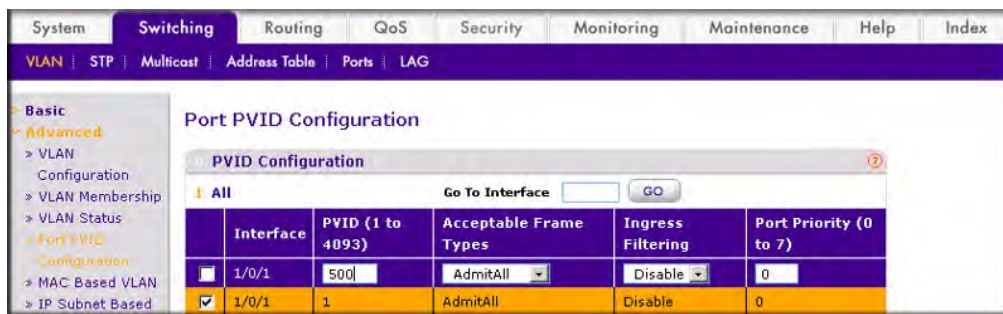 System Switching Routing QoS Security Monitoring Maintenance Help Index
VLAN STP Multicast Address Table Ports LAG
Basic
Advanced
» VLAN
Configuration
» VLAN Membership
» VLAN Status
» Port PVID
Configuration
» MAC Based VLAN
» IP Subnet Based
Port PVID Configuration
PVID Configuration
1 All Go To Interface GO
Interface PVID (1 to 4093) Acceptable Frame Types Ingress Filtering Port Priority (0 to 7)
1/0/1 500 AdmitAll Disable 0
1/0/1 1 AdmitAll Disable 0